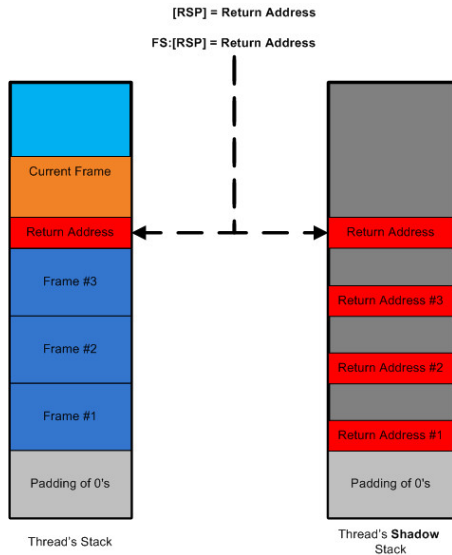 [RSP] = Return Address
FS:[RSP] = Return Address
Current Frame
Return Address
Frame #3
Frame #2
Frame #1
Padding of 0's
Thread's Stack
Return Address
Return Address #3
Return Address #2
Return Address #1
Padding of 0's
Thread's Shadow
Stack